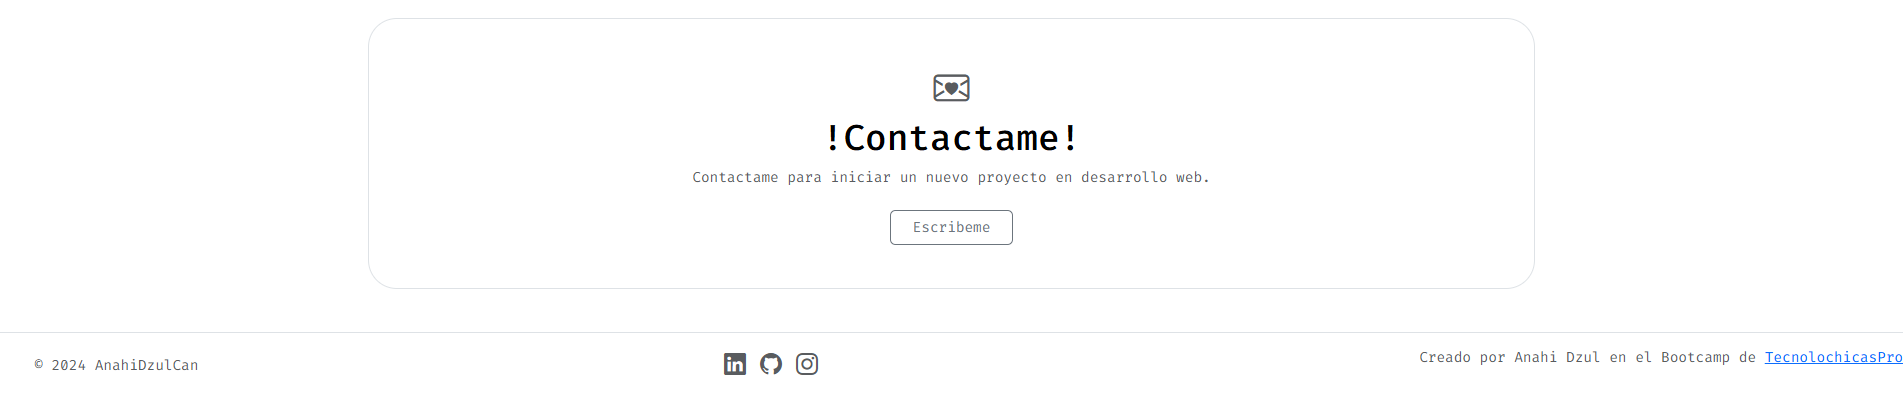 !Contactame!
Contactame para iniciar un nuevo proyecto en desarrollo web.
Escribeme
© 2024 AnahiDzulCan
in
Creado por Anahi Dzul en el Bootcamp de TecnolochicasPro